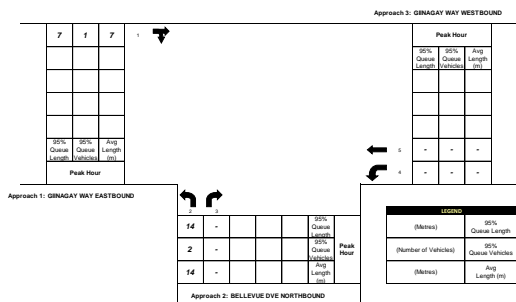 Approach 3: GIINAGAY WAY WESTBOUND
7 1 7 1
Peak Hour
95% Queue Length 95% Queue Vehicles Avg Length (m)
95% Queue Length 95% Queue Vehicles Avg Length (m)
Peak Hour
5 - - -
4 - - -
Approach 1: GIINAGAY WAY EASTBOUND
2 3
14 - 95% Queue Length
2 - 95% Queue Vehicles
14 - Avg Length (m)
Peak Hour
Approach 2: BELLEVUE DVE NORTHBOUND
LEGEND
(Metres) 95% Queue Length
(Number of Vehicles) 95% Queue Vehicles
(Metres) Avg Length (m)